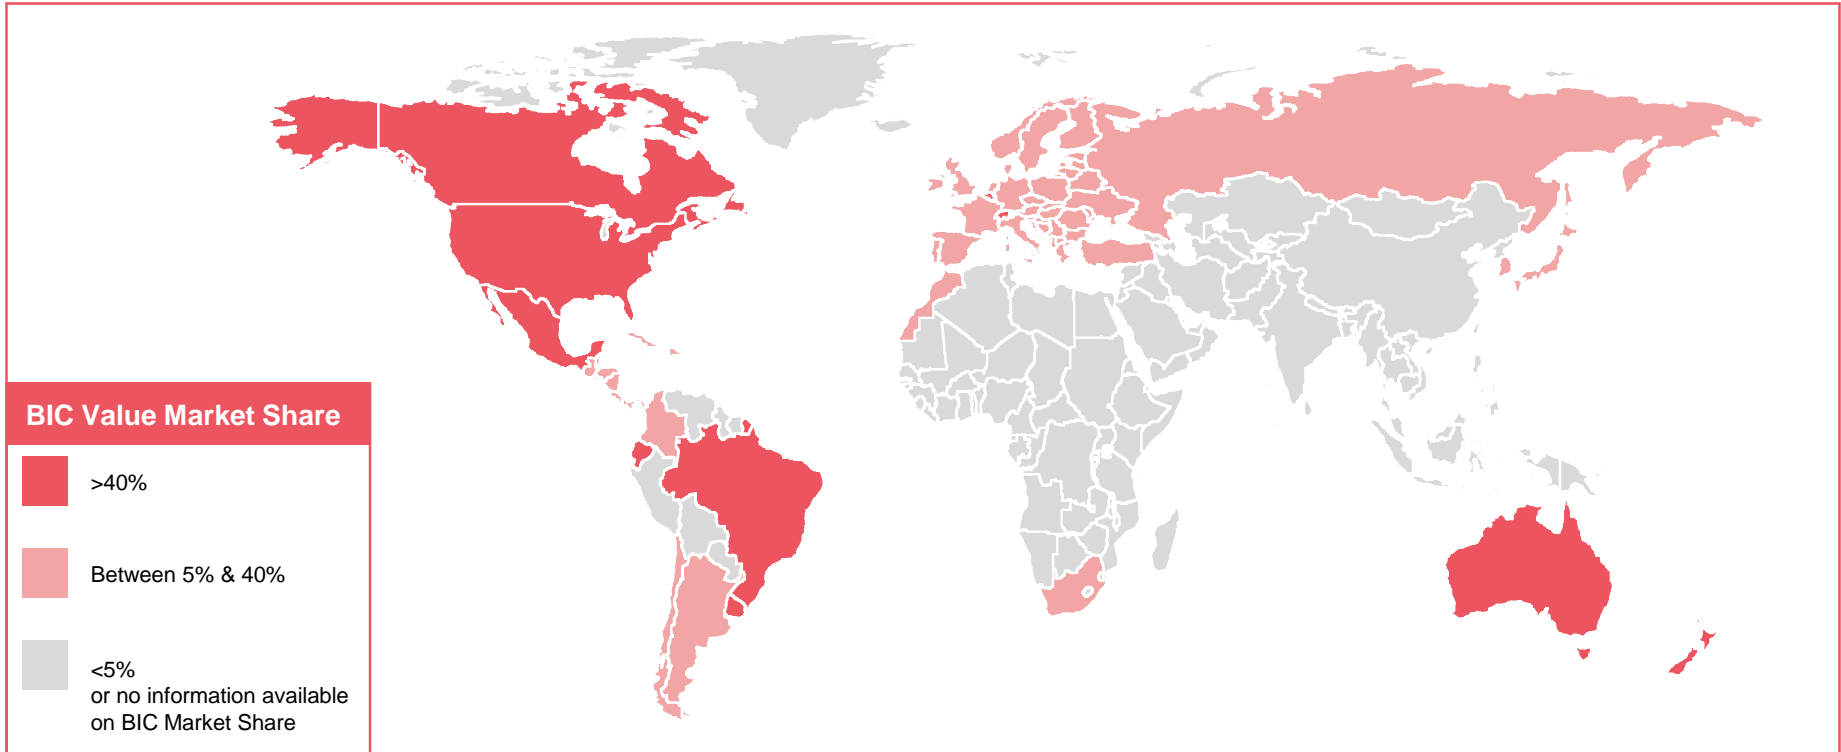 BIC Value Market Share
>40%
Between 5% & 40%
<5%
or no information available
on BIC Market Share